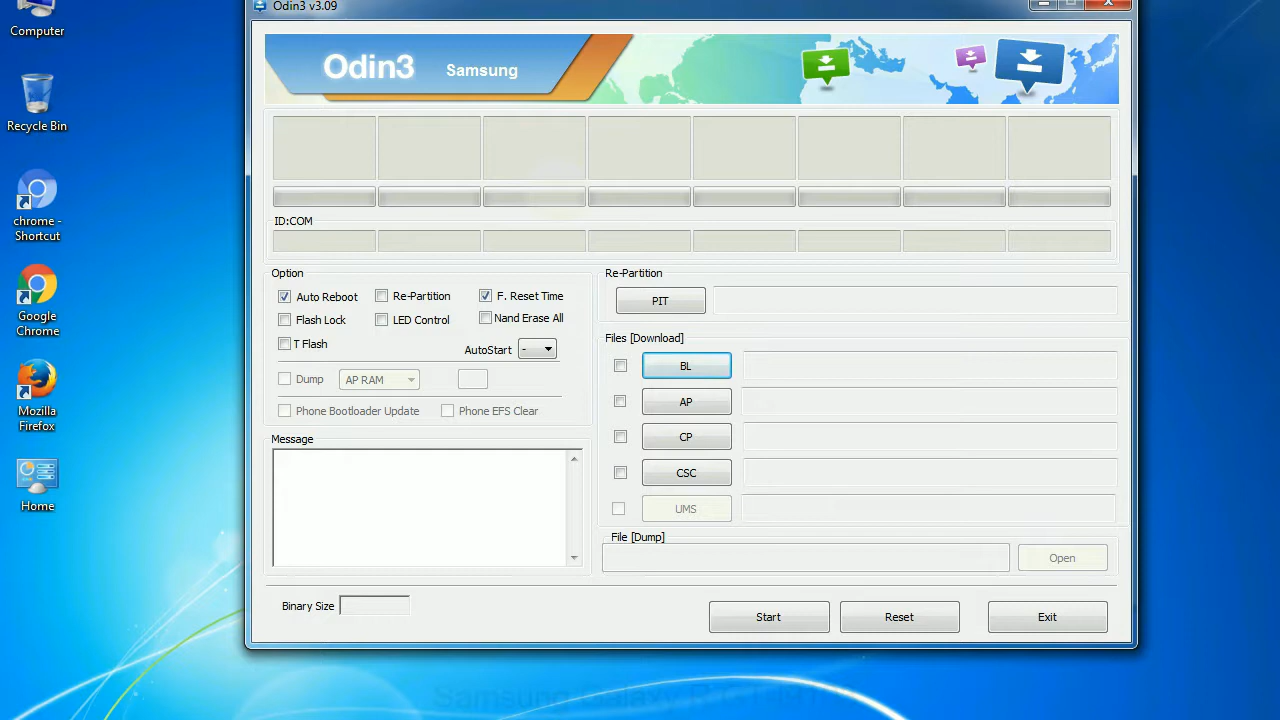 Odin3 v3.09
Computer
Recycle Bin
chrome -
Shortcut
Google
Chrome
Mozilla
Firefox
Home
Odin3 Samsung
ID:COM
Option
Auto Reboot Re-Partition F. Reset Time
Flash Lock LED Control Nand Erase All
T Flash AutoStart -
Dump AP RAM
Phone Bootloader Update Phone EFS Clear
Message
Re-Partition
PIT
Files [Download]
BL
AP
CP
CSC
UMS
File [Dump]
Open
Binary Size
Start Reset Exit
Samsung Galaxy